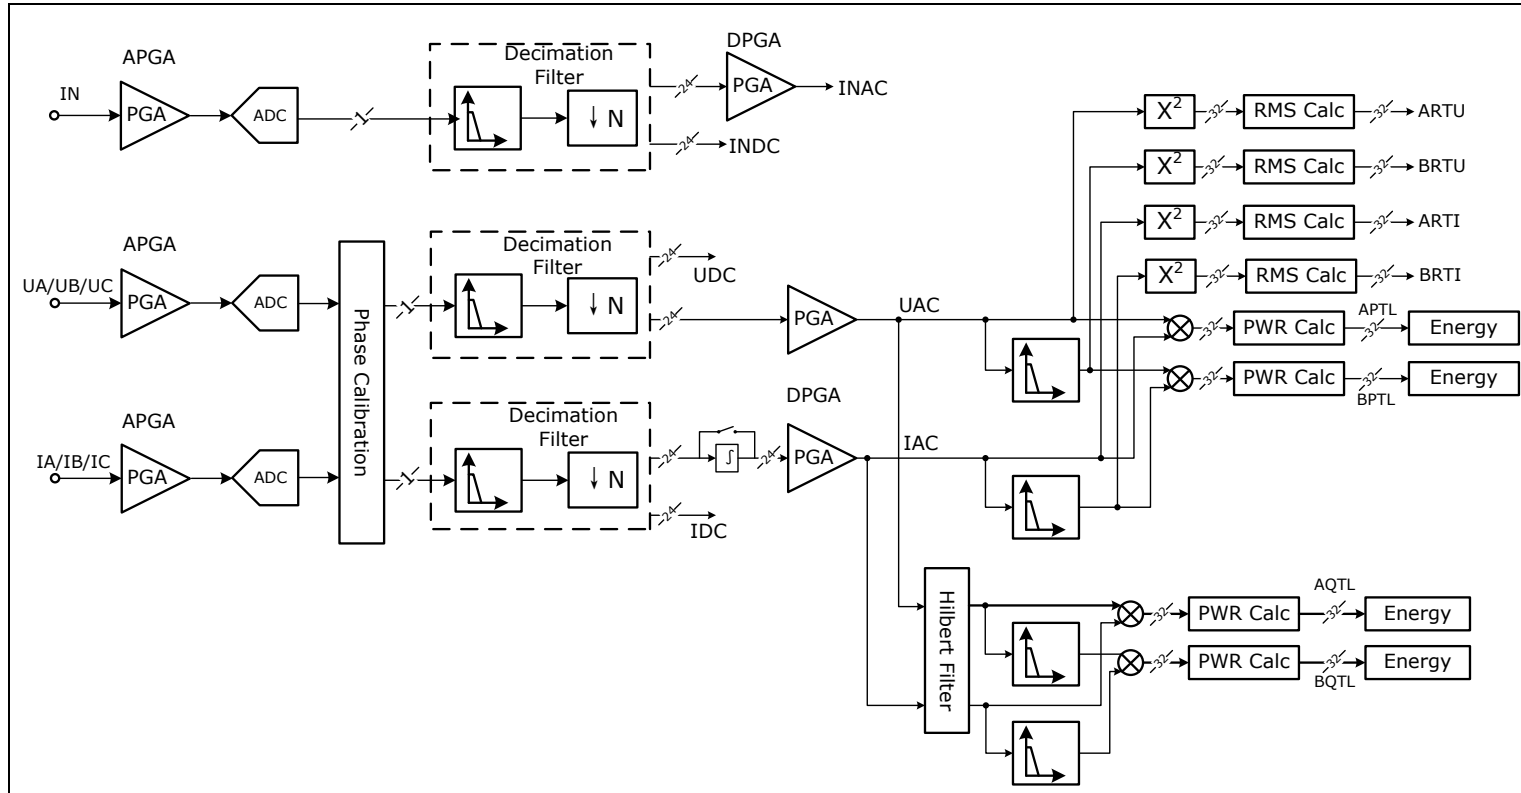 APGA
IN
PGA
ADC
1
Decimation
Filter
↓ N
24
DPGA
PGA
INAC
24
INDC
X²
32
RMS Calc
32
ARTU
X²
32
RMS Calc
32
BRTU
X²
32
RMS Calc
32
ARTI
X²
32
RMS Calc
32
BRTI
APGA
UA/UB/UC
PGA
ADC
Phase Calibration
1
Decimation
Filter
↓ N
24
UDC
24
PGA
UAC
32
PWR Calc
APTL
32
Energy
32
PWR Calc
32
BPTL
Energy
APGA
IA/IB/IC
PGA
ADC
1
Decimation
Filter
↓ N
24
∫
24
DPGA
PGA
IAC
24
IDC
Hilbert Filter
32
PWR Calc
AQTL
32
Energy
32
PWR Calc
32
BQTL
Energy